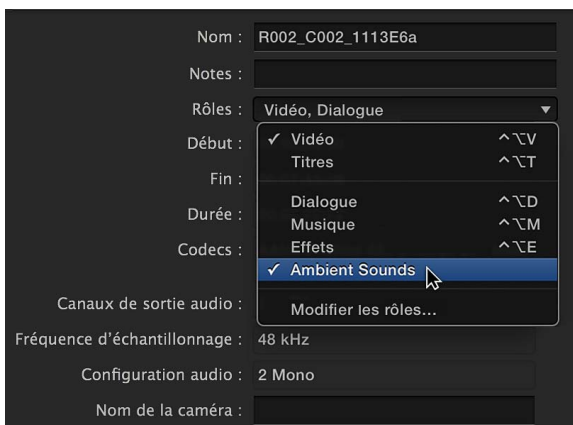 Nom : R002_C002_1113E6a
Notes :
Rôles : Vidéo, Dialogue
Début :
Fin :
Durée :
Codecs :
✓ Vidéo ^⌥V
Titres ^⌥T
Dialogue ^⌥D
Musique ^⌥M
Effets ^⌥E
✓ Ambient Sounds
Modifier les rôles...
Canaux de sortie audio :
Fréquence d'échantillonnage : 48 kHz
Configuration audio : 2 Mono
Nom de la caméra :